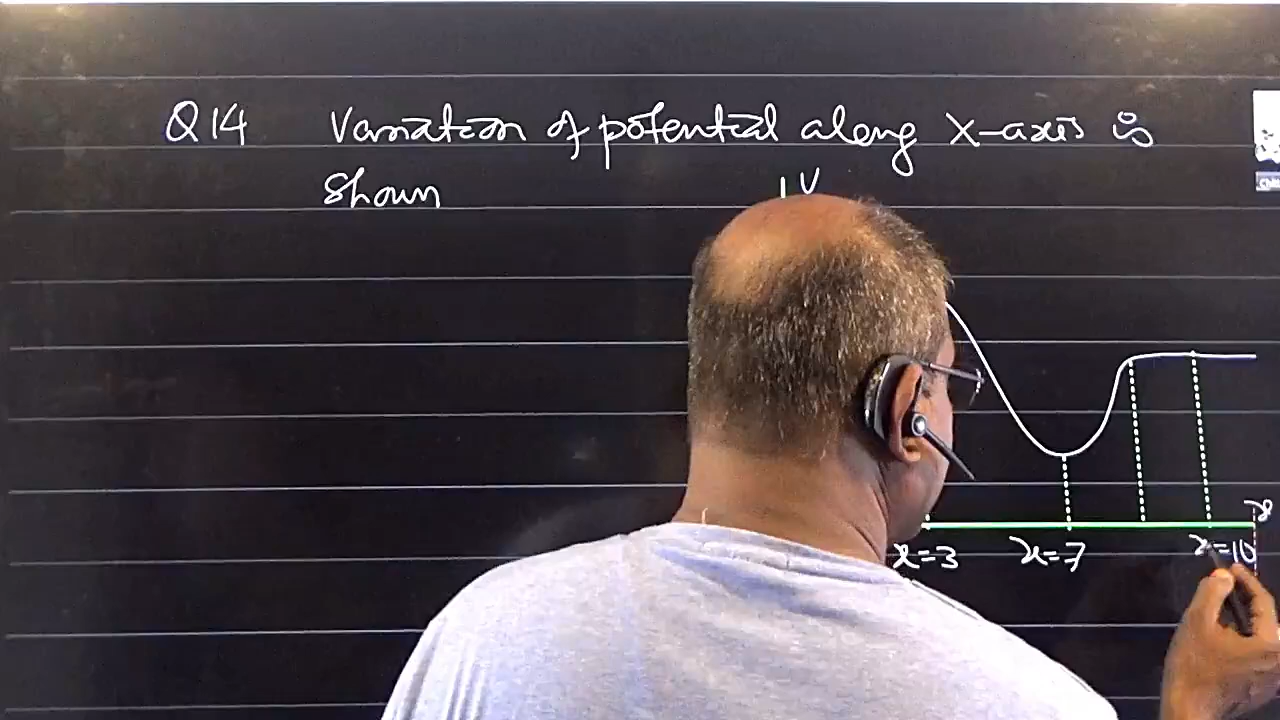 Q14 Variation of potential along X-axis is
Shown
V
x=3 x=7 x=10